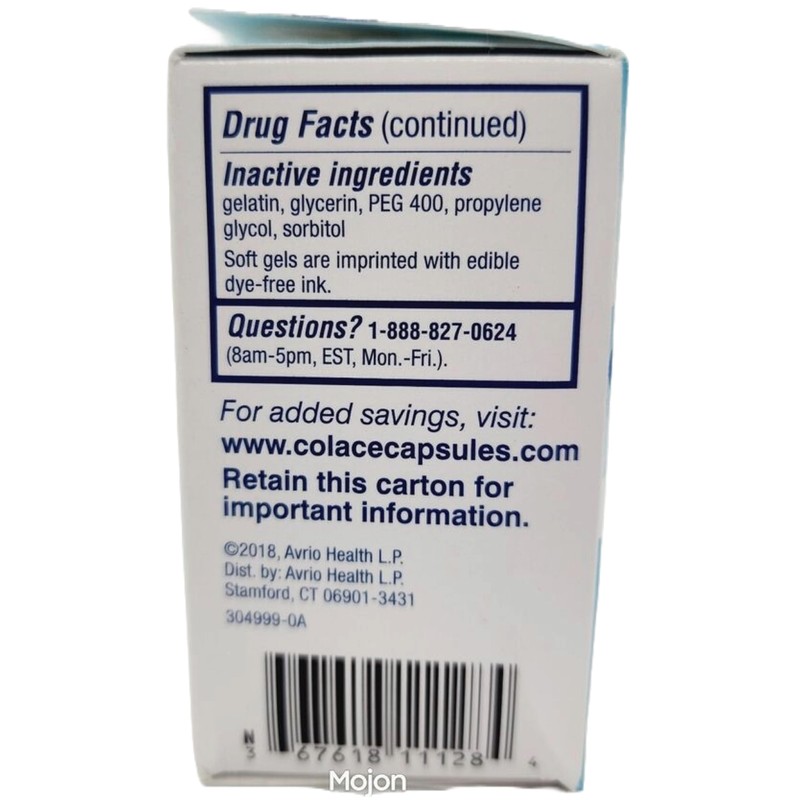 Drug Facts (continued)
Inactive ingredients
gelatin, glycerin, PEG 400, propylene
glycol, sorbitol
Soft gels are imprinted with edible
dye-free ink.
Questions? 1-888-827-0624
(8am-5pm, EST, Mon.-Fri.).
For added savings, visit:
www.colacecapsules.com
Retain this carton for
important information.
©2018, Avrio Health L.P.
Dist. by: Avrio Health L.P.
Stamford, CT 06901-3431
304999-0A
N
3 67618 11128 4
Mojon